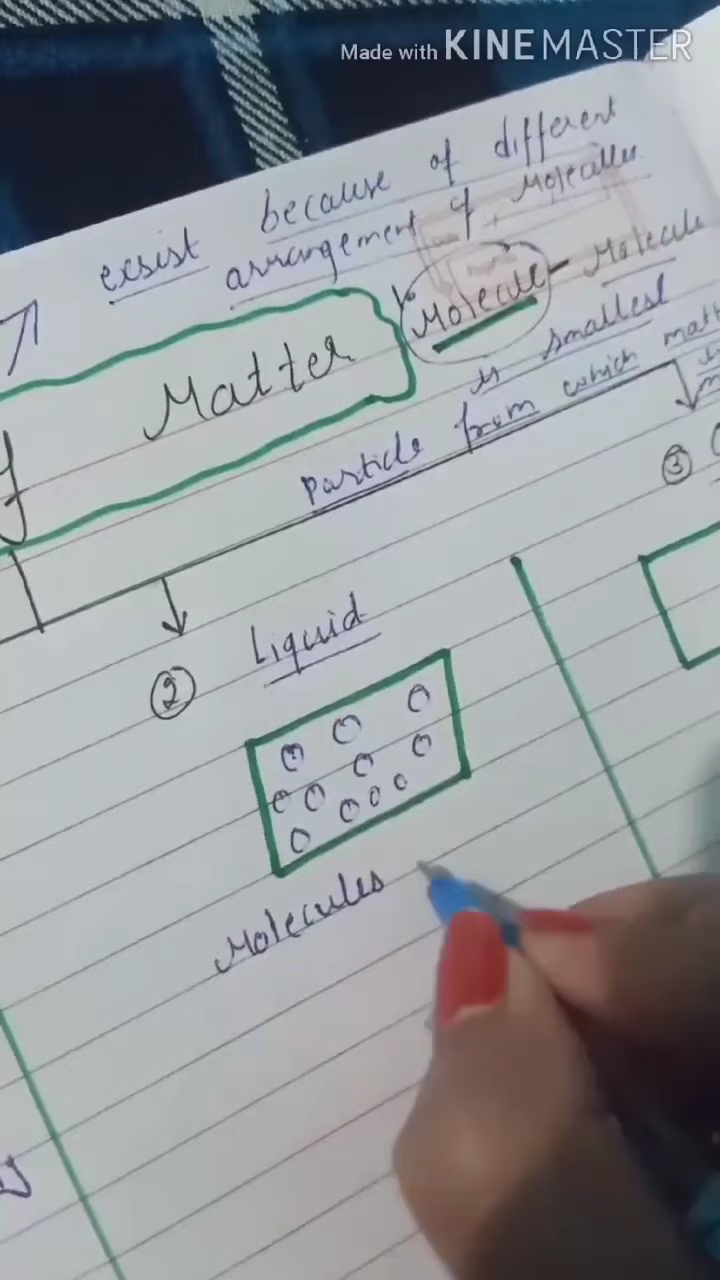 Made with KINEMASTER
exsist because of different
arrangement of Molecules
Matter
Molecule - Molecule
is smallest
Particle from which matt
③
② Liquid
Molecules